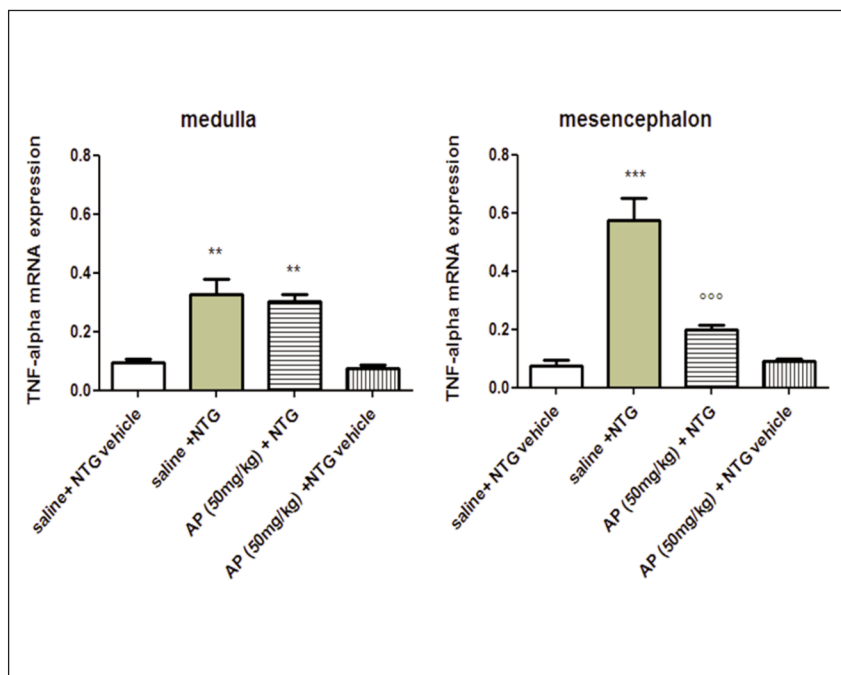 medulla
TNF-alpha mRNA expression
0.8
0.6
0.4
0.2
0.0
**
**
saline+ NTG vehicle
saline +NTG
AP (50mg/kg) + NTG
AP (50mg/kg) +NTG vehicle
mesencephalon
TNF-alpha mRNA expression
0.8
0.6
0.4
0.2
0.0
***
°°°
saline+ NTG vehicle
saline +NTG
AP (50mg/kg) + NTG
AP (50mg/kg) + NTG vehicle